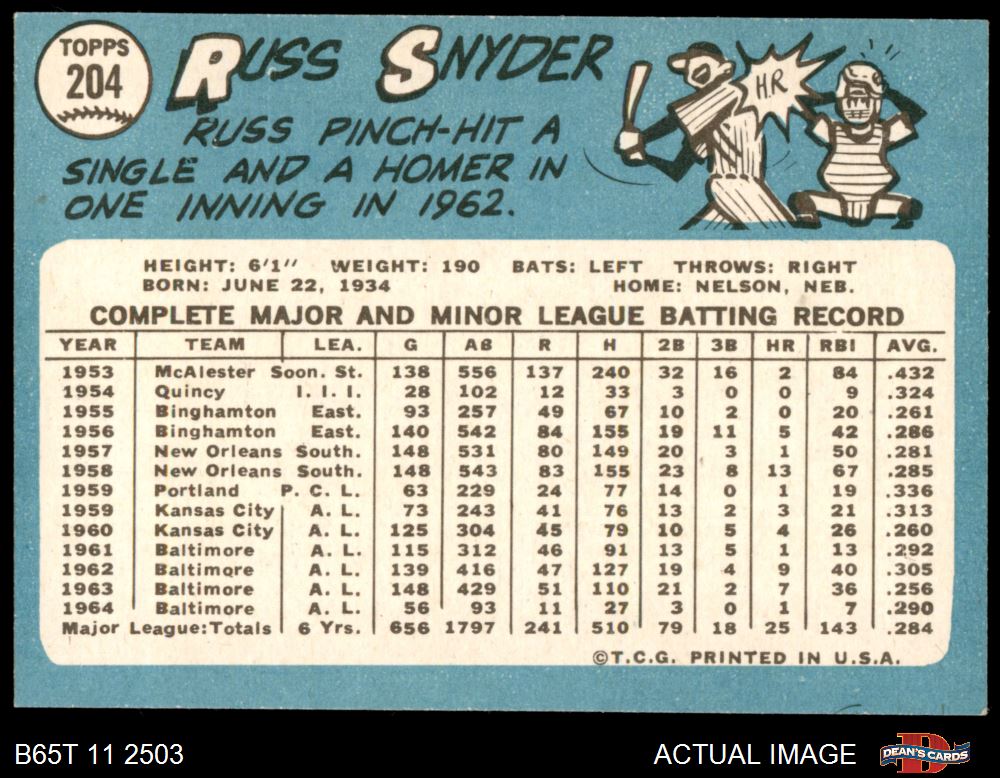 TOPPS
204
RUSS SNYDER
RUSS PINCH-HIT A
SINGLE AND A HOMER IN
ONE INNING IN 1962.
H.R
HEIGHT: 6'1" WEIGHT: 190 BATS: LEFT THROWS: RIGHT
BORN: JUNE 22, 1934 HOME: NELSON, NEB.
COMPLETE MAJOR AND MINOR LEAGUE BATTING RECORD
YEAR TEAM LEA. G AB R H 2B 3B HR RBI AVG.
1953 McAlester Soon. St. 138 556 137 240 32 16 2 84 .432
1954 Quincy I. I. I. 28 102 12 33 3 0 0 9 .324
1955 Binghamton East. 93 257 49 67 10 2 0 20 .261
1956 Binghamton East. 140 542 84 155 19 11 5 42 .286
1957 New Orleans South. 148 531 80 149 20 3 1 50 .281
1958 New Orleans South. 148 543 83 155 23 8 13 67 .285
1959 Portland P. C. L. 63 229 24 77 14 0 1 19 .336
1959 Kansas City A. L. 73 243 41 76 13 2 3 21 .313
1960 Kansas City A. L. 125 304 45 79 10 5 4 26 .260
1961 Baltimore A. L. 115 312 46 91 13 5 1 13 .292
1962 Baltimore A. L. 139 416 47 127 19 4 9 40 .305
1963 Baltimore A. L. 148 429 51 110 21 2 7 36 .256
1964 Baltimore A. L. 56 93 11 27 3 0 1 7 .290
Major League:Totals 6 Yrs. 656 1797 241 510 79 18 25 143 .284
©T.C.G. PRINTED IN U.S.A.
B65T 11 2503 ACTUAL IMAGE DEAN'S CARDS